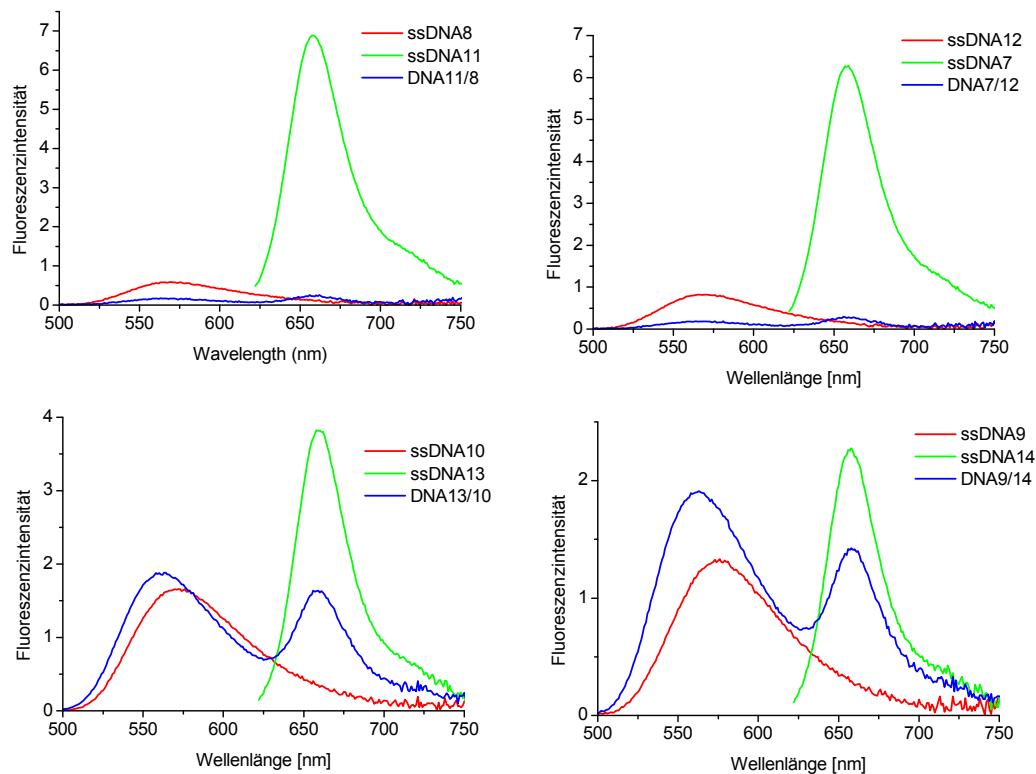 Fluoreszenzintensität
7
6
5
4
3
2
1
0
500 550 600 650 700 750
Wavelength (nm)
ssDNA8
ssDNA11
DNA11/8
Fluoreszenzintensität
7
6
5
4
3
2
1
0
500 550 600 650 700 750
Wellenlänge [nm]
ssDNA12
ssDNA7
DNA7/12
Fluoreszenzintensität
4
3
2
1
0
500 550 600 650 700 750
Wellenlänge [nm]
ssDNA10
ssDNA13
DNA13/10
Fluoreszenzintensität
2
1
0
500 550 600 650 700 750
Wellenlänge [nm]
ssDNA9
ssDNA14
DNA9/14